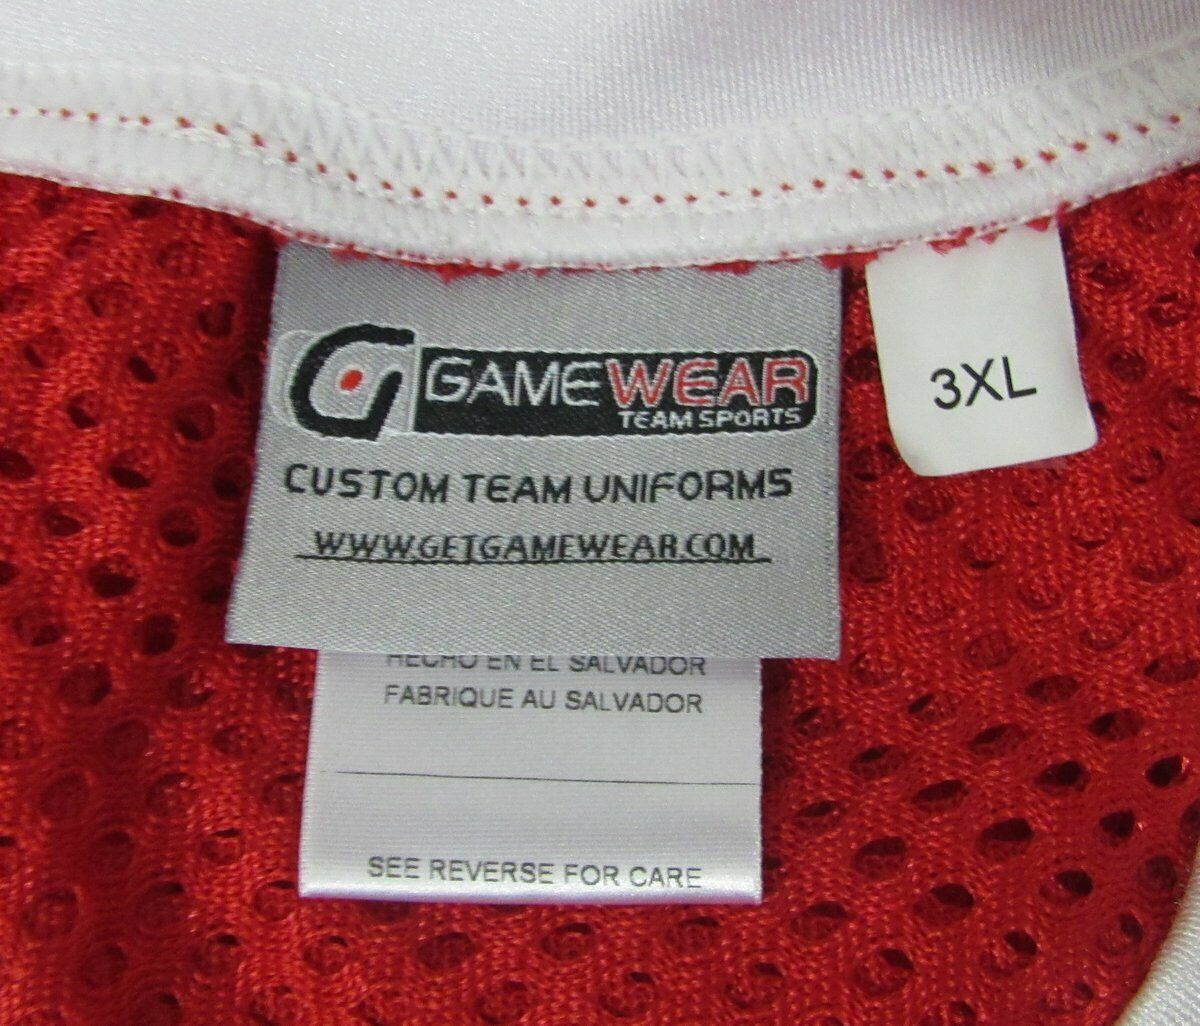 GAMEWEAR
TEAM SPORTS
CUSTOM TEAM UNIFORMS
WWW.GETGAMEWEAR.COM
3XL
HECHO EN EL SALVADOR
FABRIQUE AU SALVADOR
SEE REVERSE FOR CARE